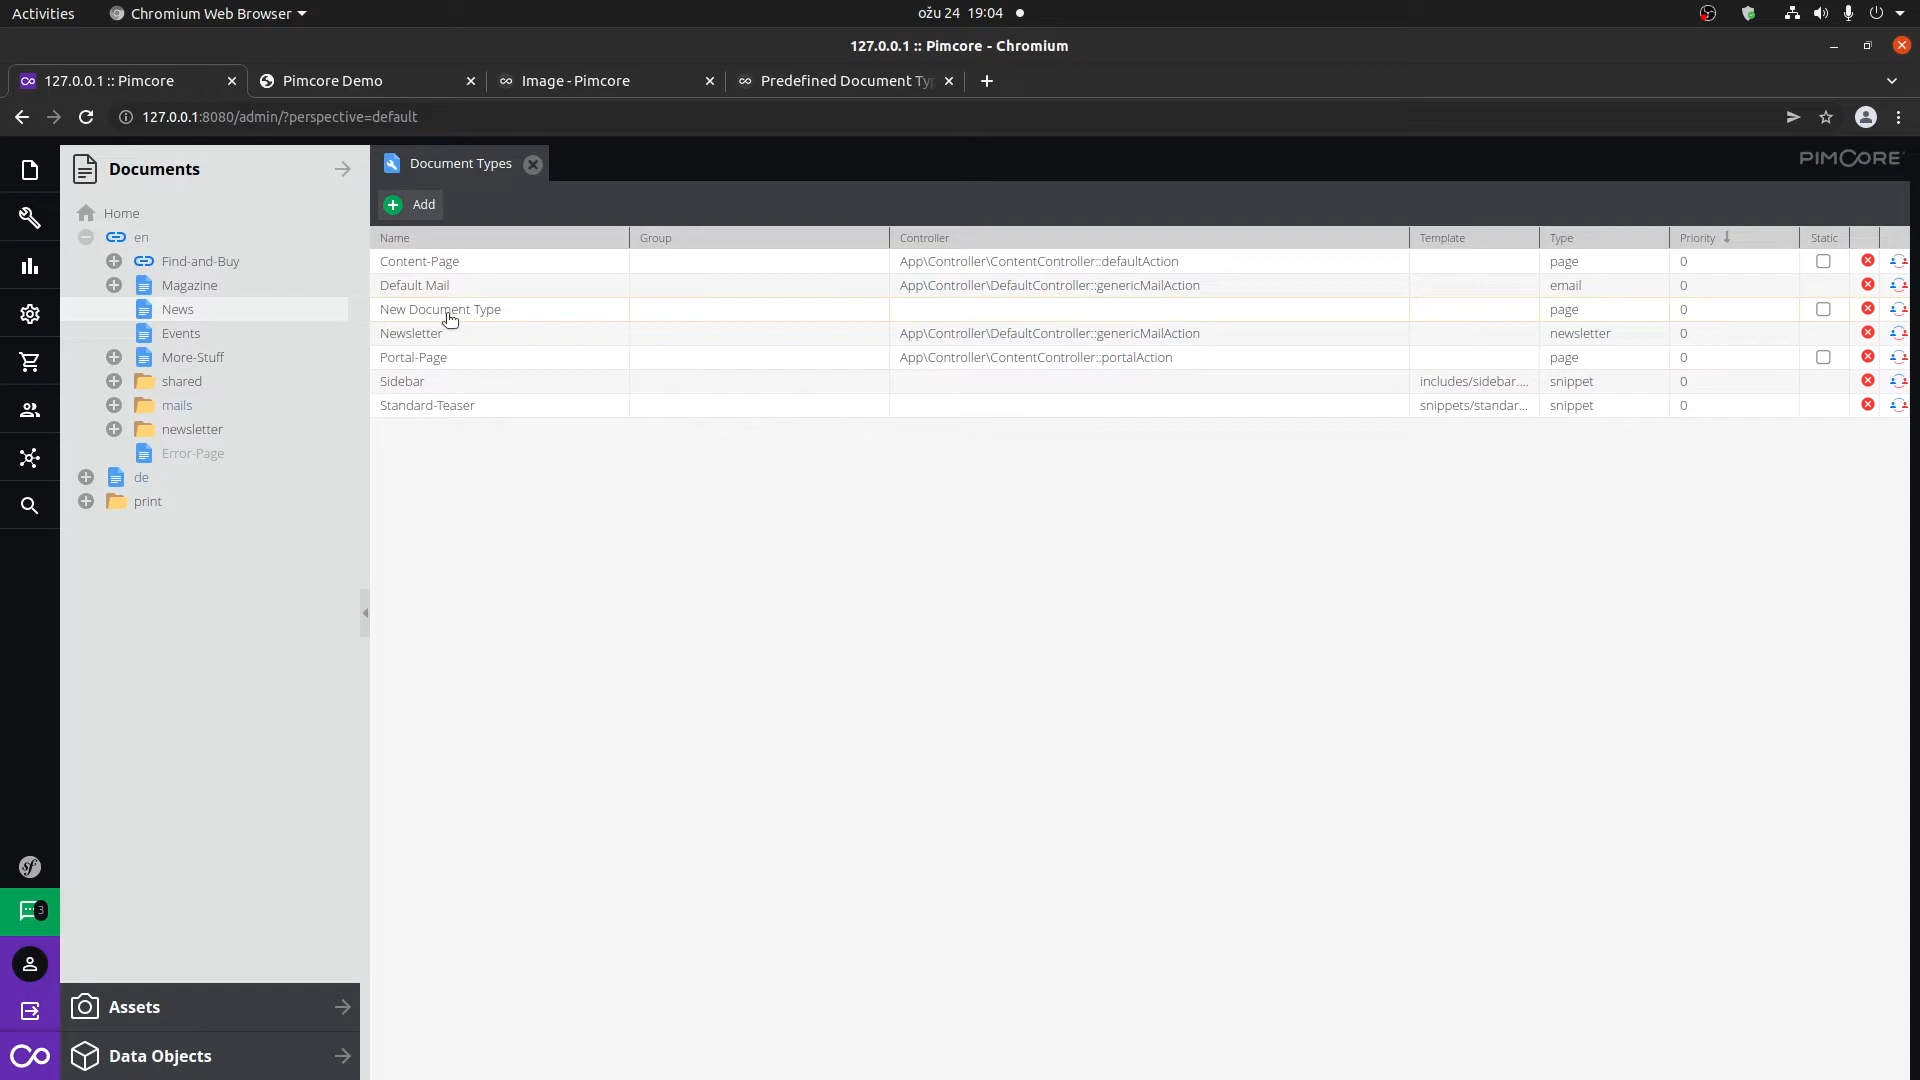 Activities
Chromium Web Browser
ožu 24 19:04
127.0.0.1 :: Pimcore - Chromium
127.0.0.1 :: Pimcore
Pimcore Demo
Image - Pimcore
Predefined Document Ty
127.0.0.1:8080/admin/?perspective=default
Documents
Document Types
PIMCORE
Add
Home
en
Find-and-Buy
Magazine
News
Events
More-Stuff
shared
mails
newsletter
Error-Page
de
print
Name Group Controller Template Type Priority Static
Content-Page App\Controller\ContentController::defaultAction page 0
Default Mail App\Controller\DefaultController::genericMailAction email 0
New Document Type page 0
Newsletter App\Controller\DefaultController::genericMailAction newsletter 0
Portal-Page App\Controller\ContentController::portalAction page 0
Sidebar includes/sidebar.... snippet 0
Standard-Teaser snippets/standar... snippet 0
sf
3
Assets
Data Objects